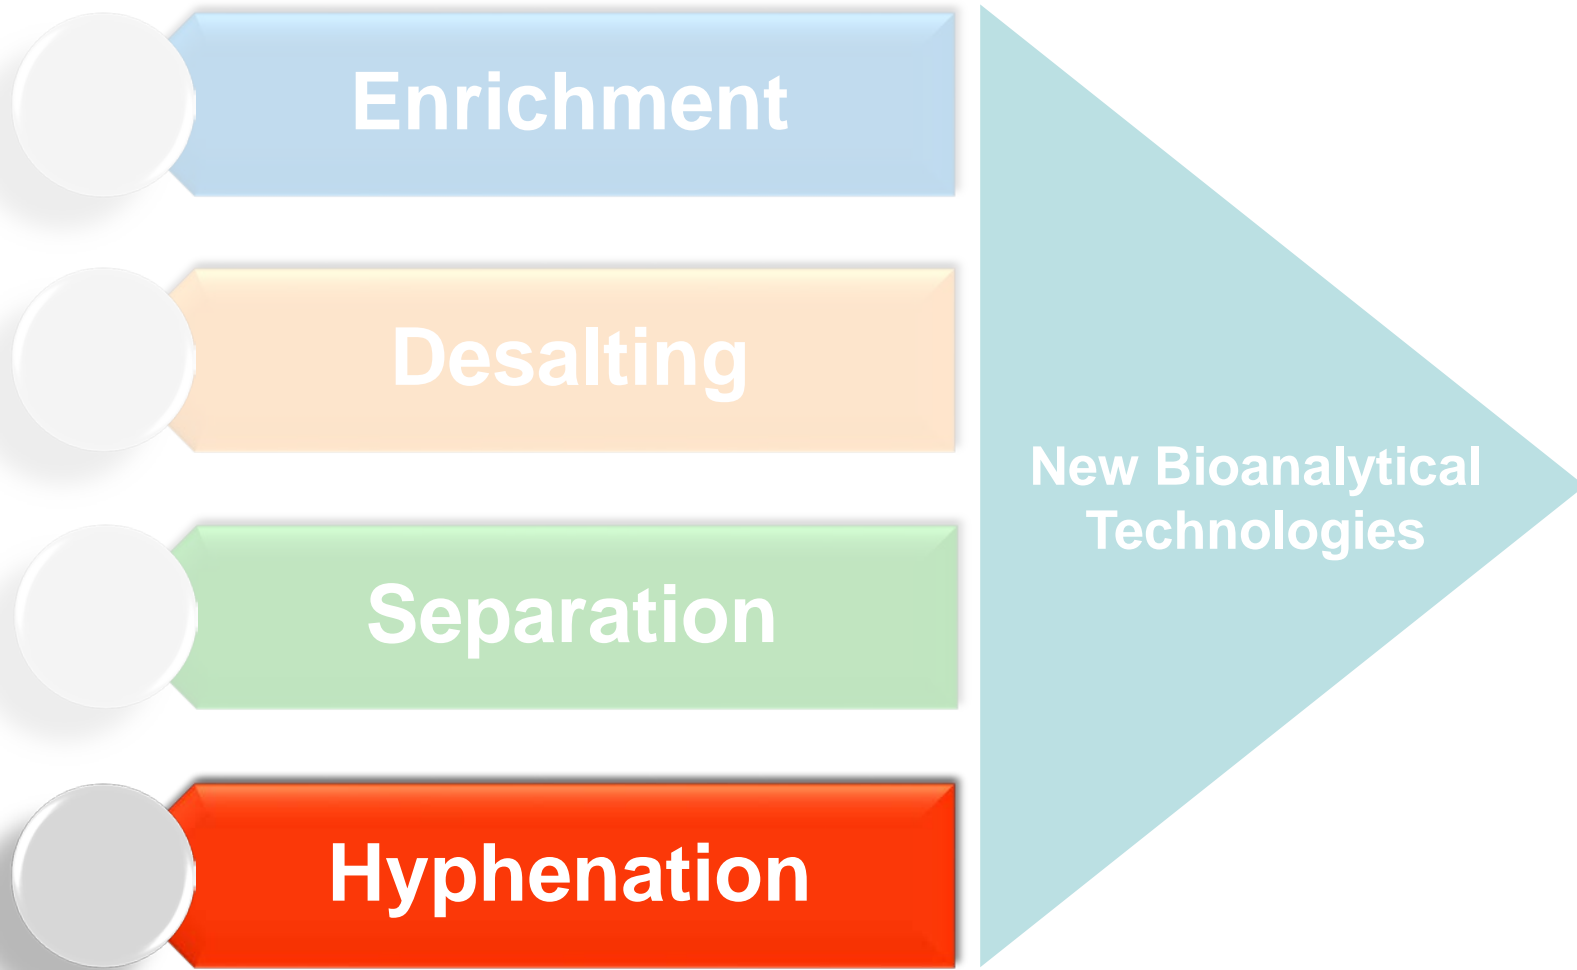 Enrichment
Desalting
Separation
Hyphenation
New Bioanalytical
Technologies